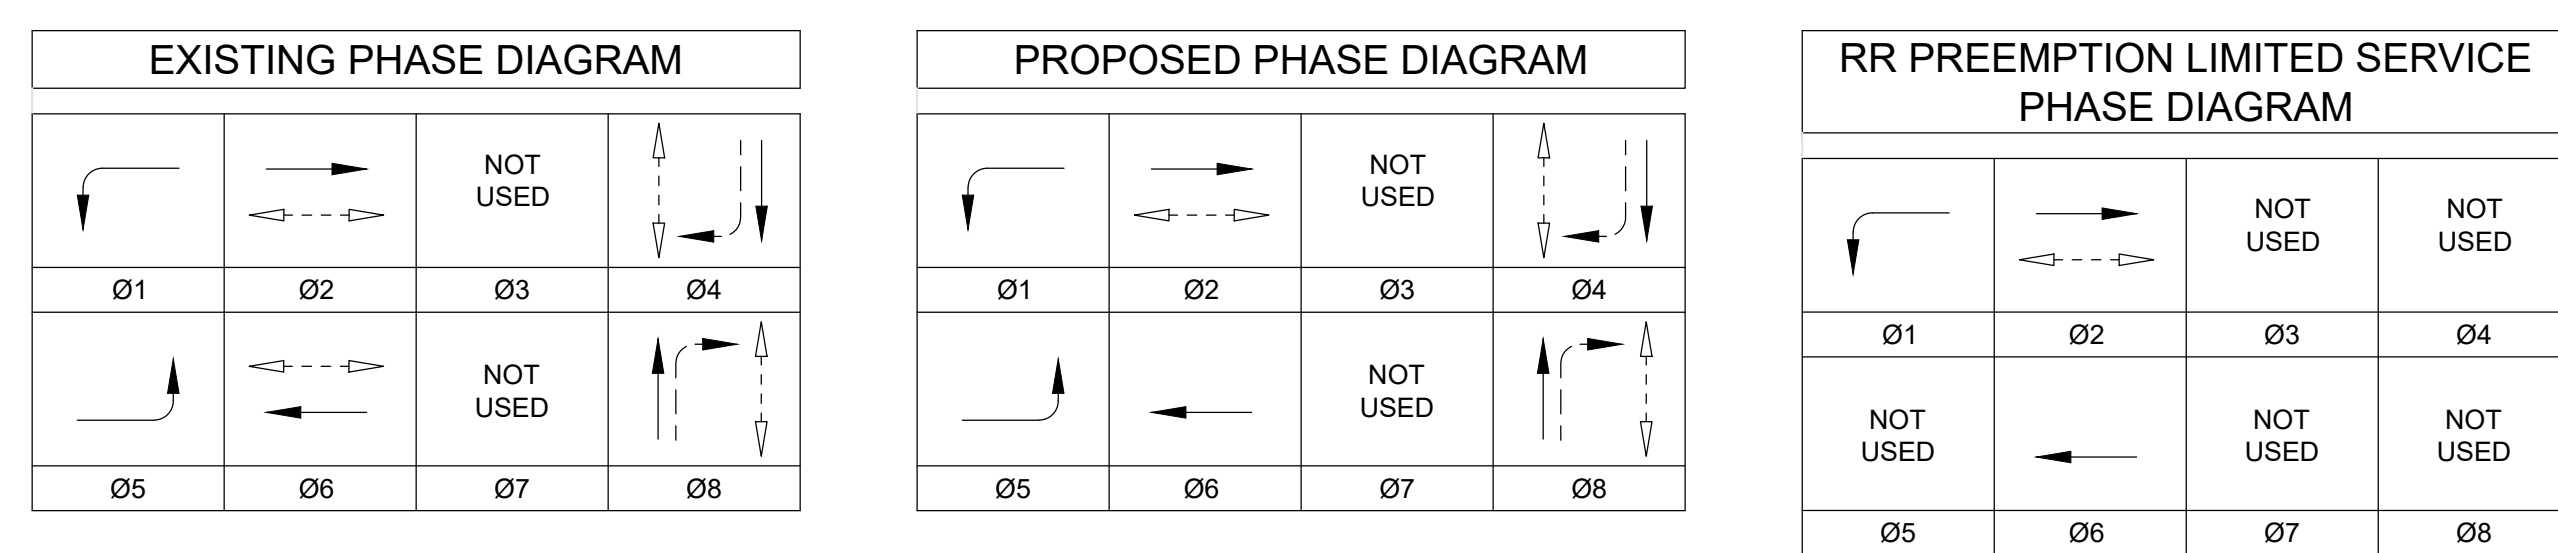 EXISTING PHASE DIAGRAM
NOT
USED
Ø1
Ø2
Ø3
Ø4
NOT
USED
Ø5
Ø6
Ø7
Ø8
PROPOSED PHASE DIAGRAM
NOT
USED
Ø1
Ø2
Ø3
Ø4
NOT
USED
Ø5
Ø6
Ø7
Ø8
RR PREEMPTION LIMITED SERVICE
PHASE DIAGRAM
NOT
USED
NOT
USED
Ø1
Ø2
Ø3
Ø4
NOT
USED
NOT
USED
NOT
USED
Ø5
Ø6
Ø7
Ø8